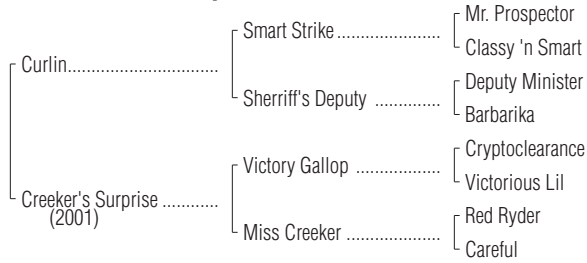 Mr. Prospector
Smart Strike ..................
Classy 'n Smart
Curlin..............................
Deputy Minister
Sherriff's Deputy .............
Barbarika
Cryptoclearance
Victory Gallop .................
Victorious Lil
Creeker's Surprise ...........
(2001)
Red Ryder
Miss Creeker ...................
Careful